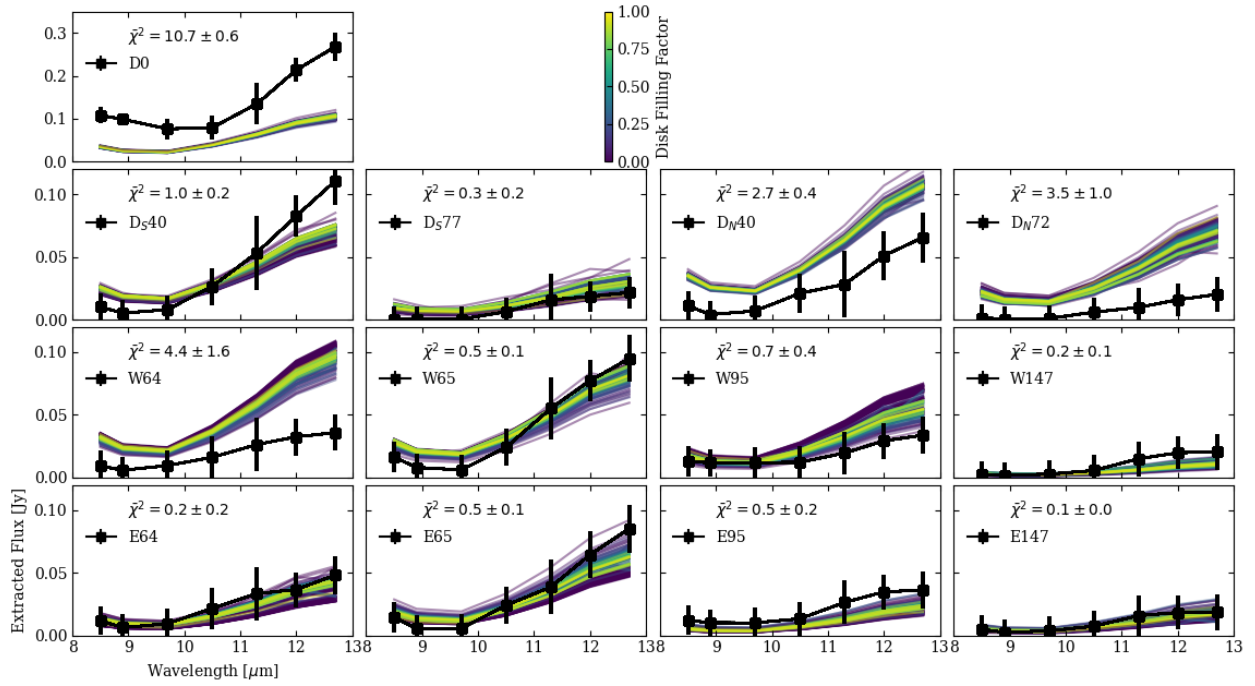 0.3
0.2
0.1
0.0
χ̄² = 10.7 ± 0.6
D0
1.00
0.75
0.50
0.25
0.00
Disk Filling Factor
0.10
0.05
0.00
χ̄² = 1.0 ± 0.2
D_S40
χ̄² = 0.3 ± 0.2
D_S77
χ̄² = 2.7 ± 0.4
D_N40
χ̄² = 3.5 ± 1.0
D_N72
0.10
0.05
0.00
χ̄² = 4.4 ± 1.6
W64
χ̄² = 0.5 ± 0.1
W65
χ̄² = 0.7 ± 0.4
W95
χ̄² = 0.2 ± 0.1
W147
Extracted Flux [Jy]
0.10
0.05
0.00
χ̄² = 0.2 ± 0.2
E64
χ̄² = 0.5 ± 0.1
E65
χ̄² = 0.5 ± 0.2
E95
χ̄² = 0.1 ± 0.0
E147
8 9 10 11 12 138 9 10 11 12 138 9 10 11 12 138 9 10 11 12 13
Wavelength [μm]